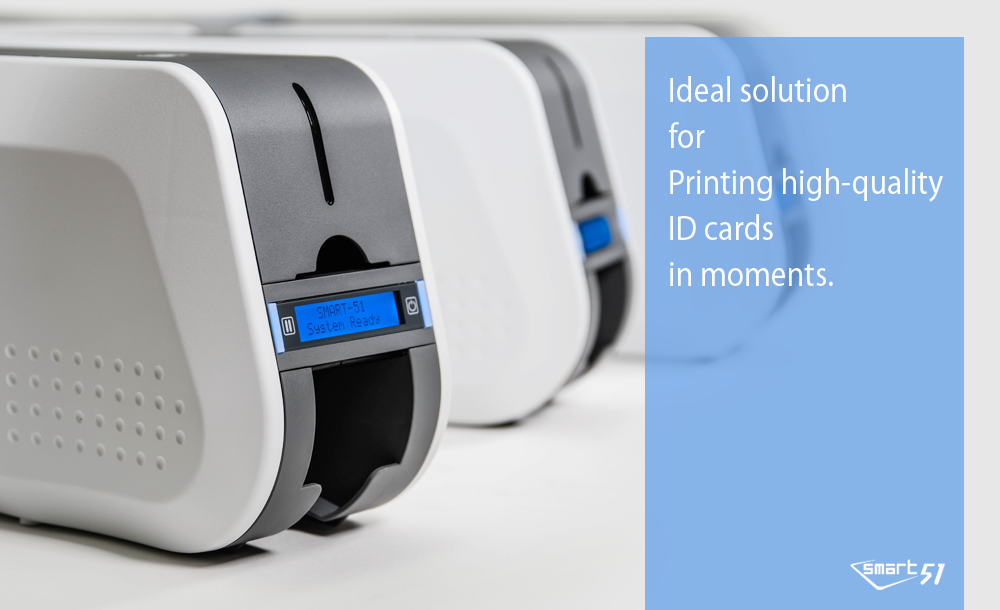 SMART-51
System Ready
Ideal solution
for
Printing high-quality
ID cards
in moments.
smart 51